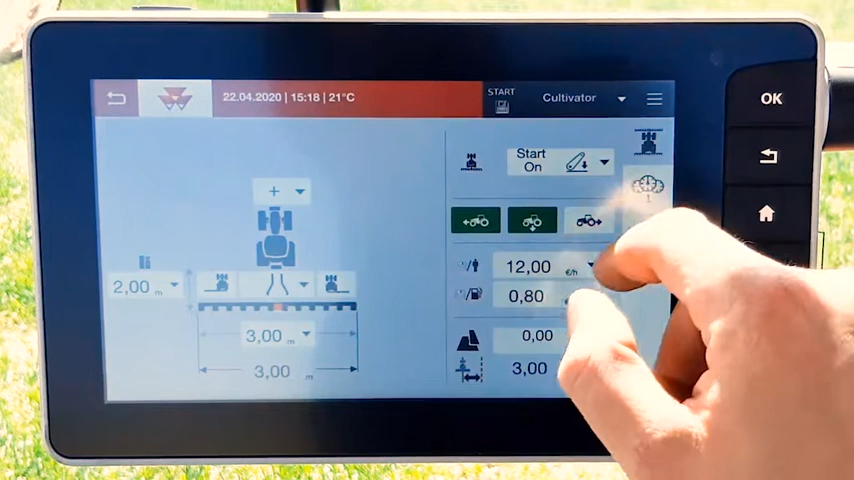 22.04.2020 | 15:18 | 21°C
START
Cultivator
OK
Start
On
+
1
2,00 m
12,00 €/h
0,80
3,00 m
0,00
3,00 m
3,00